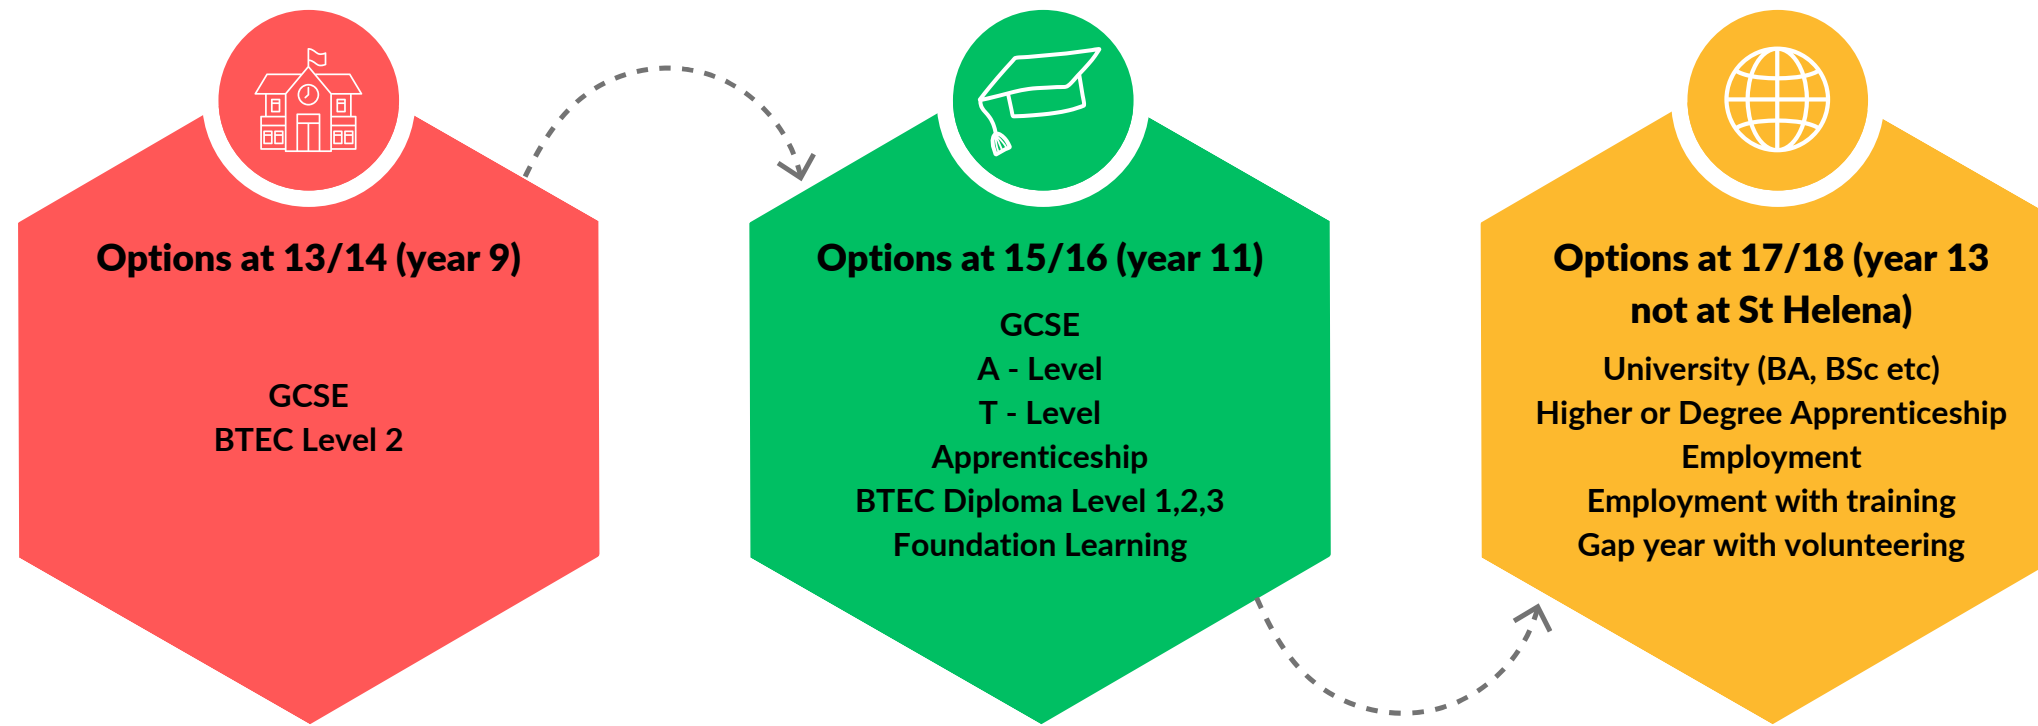 Options at 13/14 (year 9)
GCSE
BTEC Level 2
Options at 15/16 (year 11)
GCSE
A - Level
T - Level
Apprenticeship
BTEC Diploma Level 1,2,3
Foundation Learning
Options at 17/18 (year 13
not at St Helena)
University (BA, BSc etc)
Higher or Degree Apprenticeship
Employment
Employment with training
Gap year with volunteering